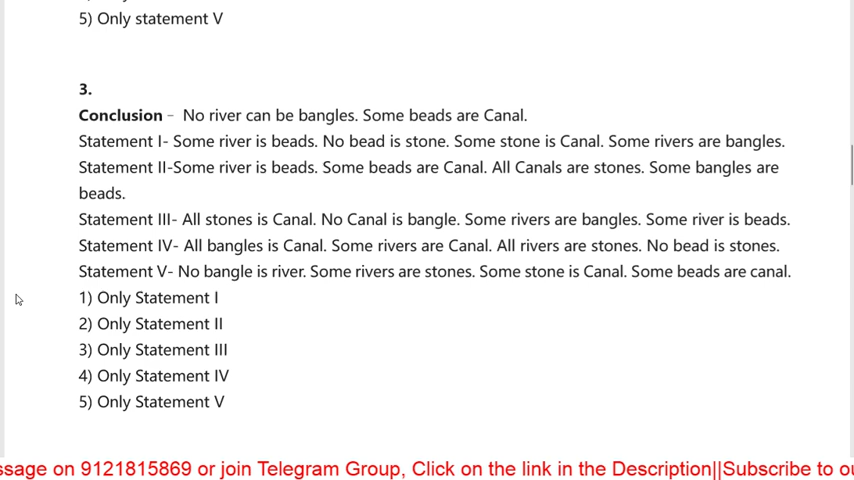 5) Only statement V
3.
Conclusion – No river can be bangles. Some beads are Canal.
Statement I- Some river is beads. No bead is stone. Some stone is Canal. Some rivers are bangles.
Statement II-Some river is beads. Some beads are Canal. All Canals are stones. Some bangles are
beads.
Statement III- All stones is Canal. No Canal is bangle. Some rivers are bangles. Some river is beads.
Statement IV- All bangles is Canal. Some rivers are Canal. All rivers are stones. No bead is stones.
Statement V- No bangle is river. Some rivers are stones. Some stone is Canal. Some beads are canal.
1) Only Statement I
2) Only Statement II
3) Only Statement III
4) Only Statement IV
5) Only Statement V
ssage on 9121815869 or join Telegram Group, Click on the link in the Description||Subscribe to ou